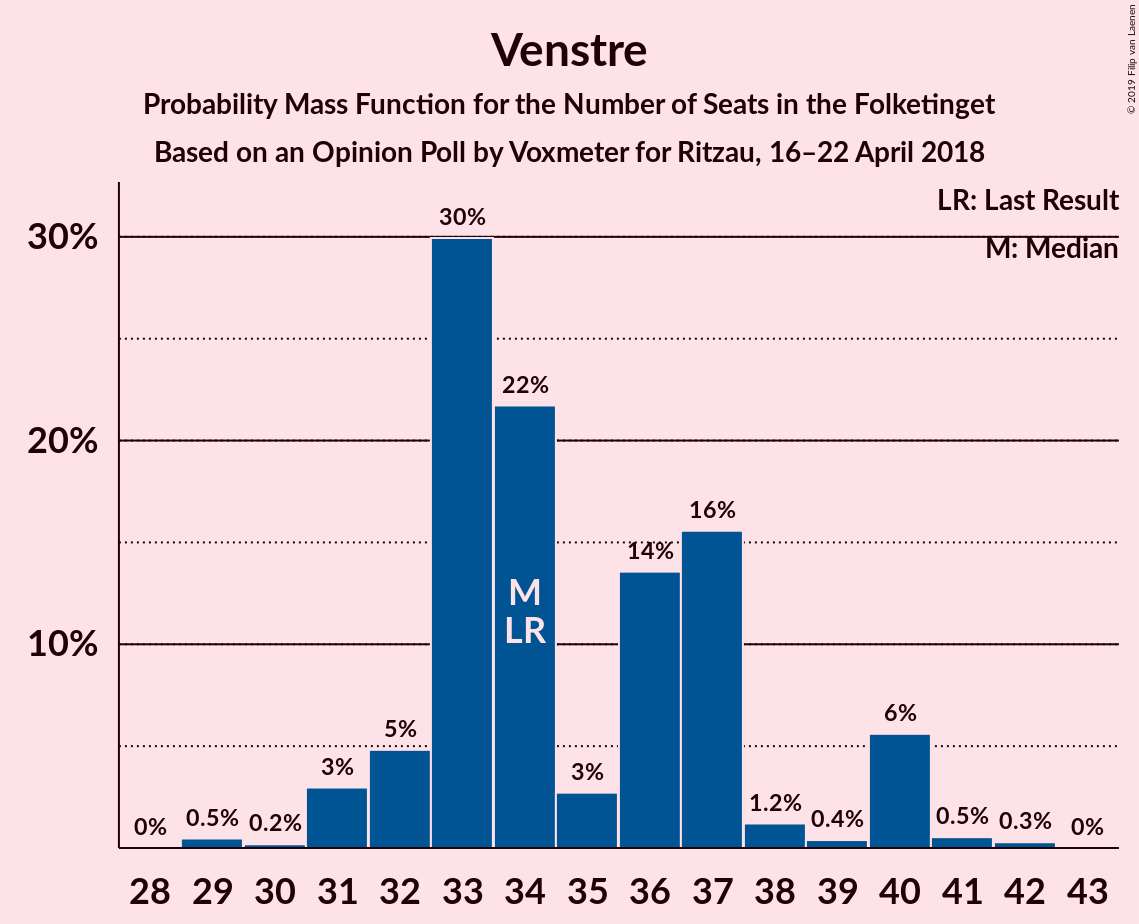 Venstre
Probability Mass Function for the Number of Seats in the Folketinget
Based on an Opinion Poll by Voxmeter for Ritzau, 16–22 April 2018
© 2019 Filip van Laenen
LR: Last Result
M: Median
30%
20%
10%
0%
0.5%
0.2%
3%
5%
30%
22%
3%
14%
16%
1.2%
0.4%
6%
0.5%
0.3%
0%
M
LR
28 29 30 31 32 33 34 35 36 37 38 39 40 41 42 43